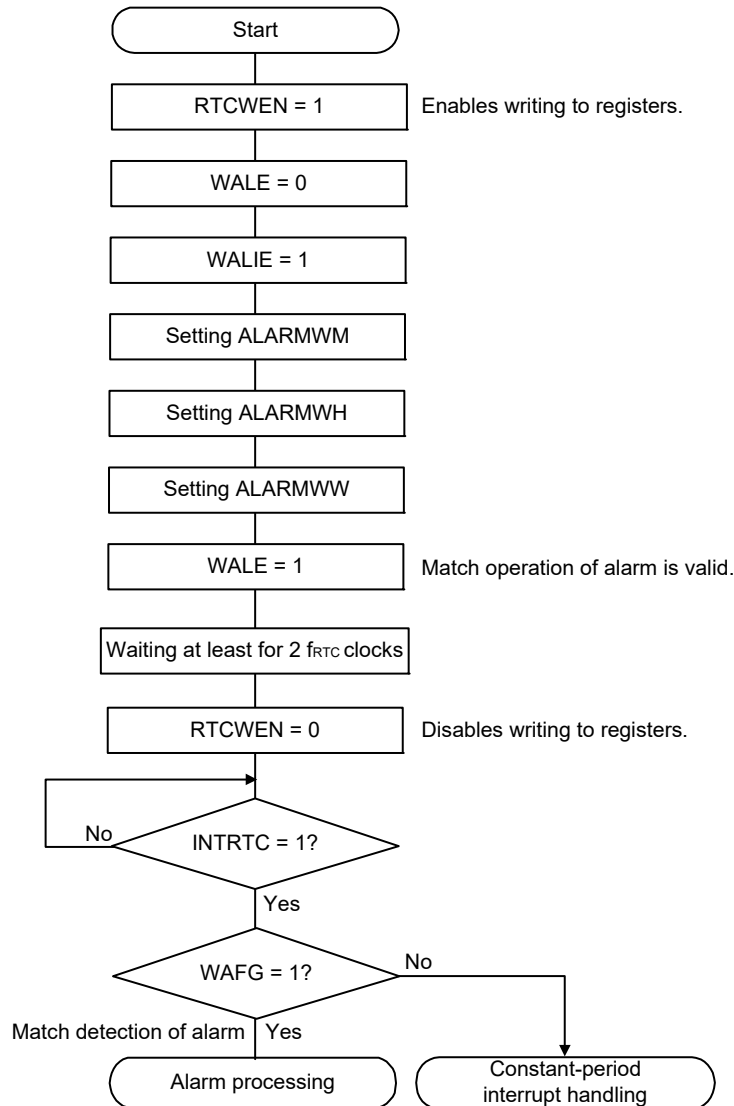 Start
RTCWEN = 1
Enables writing to registers.
WALE = 0
WALIE = 1
Setting ALARMWM
Setting ALARMWH
Setting ALARMWW
WALE = 1
Match operation of alarm is valid.
Waiting at least for 2 fRTC clocks
RTCWEN = 0
Disables writing to registers.
No
INTRTC = 1?
Yes
WAFG = 1?
No
Match detection of alarm
Yes
Alarm processing
Constant-period
interrupt handling